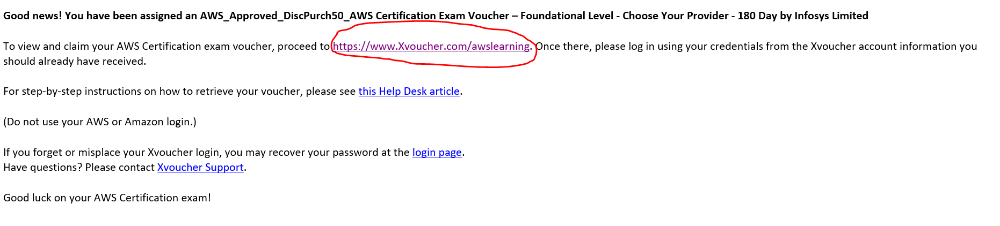 Good news! You have been assigned an AWS_Approved_DiscPurch50_AWS Certification Exam Voucher – Foundational Level - Choose Your Provider - 180 Day by Infosys Limited
To view and claim your AWS Certification exam voucher, proceed to https://www.Xvoucher.com/awslearning. Once there, please log in using your credentials from the Xvoucher account information you
should already have received.
For step-by-step instructions on how to retrieve your voucher, please see this Help Desk article.
(Do not use your AWS or Amazon login.)
If you forget or misplace your Xvoucher login, you may recover your password at the login page.
Have questions? Please contact Xvoucher Support.
Good luck on your AWS Certification exam!